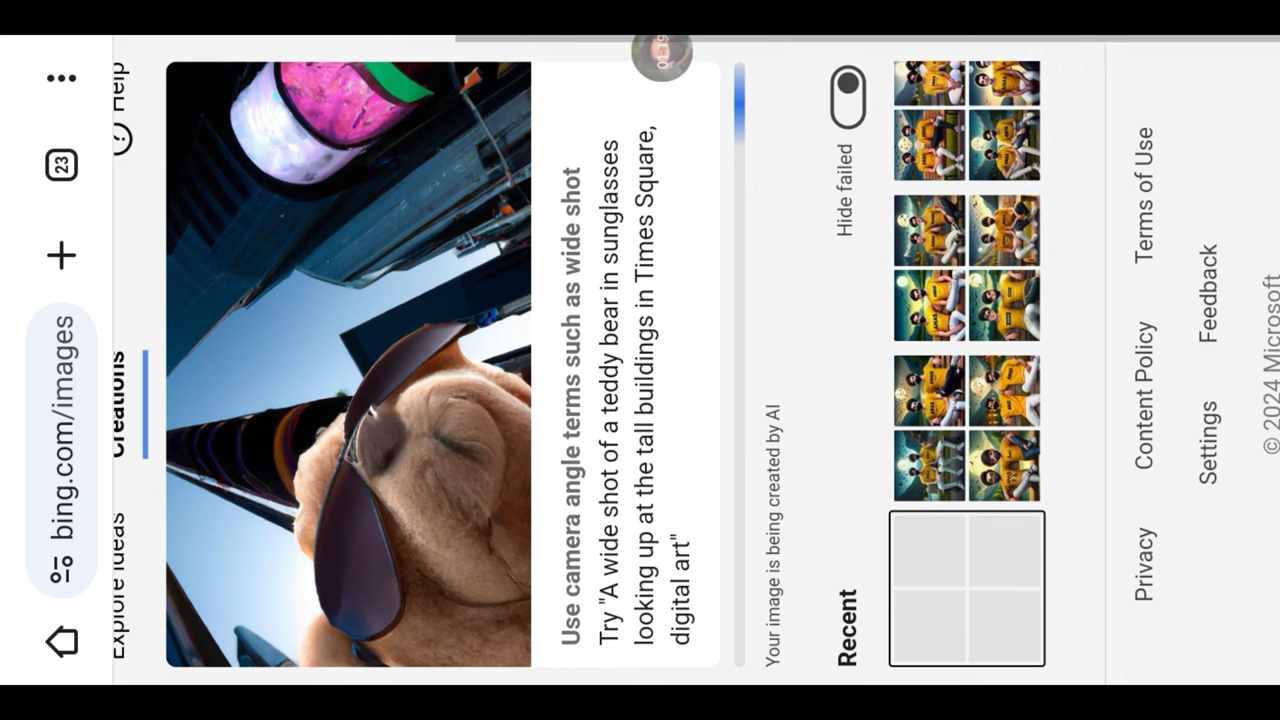 23
bing.com/images
Explore ideas
Creations
Help
Use camera angle terms such as wide shot
Try "A wide shot of a teddy bear in sunglasses
looking up at the tall buildings in Times Square,
digital art"
Your image is being created by AI
Recent
Hide failed
Privacy
Content Policy
Terms of Use
Settings
Feedback
© 2024 Microsoft